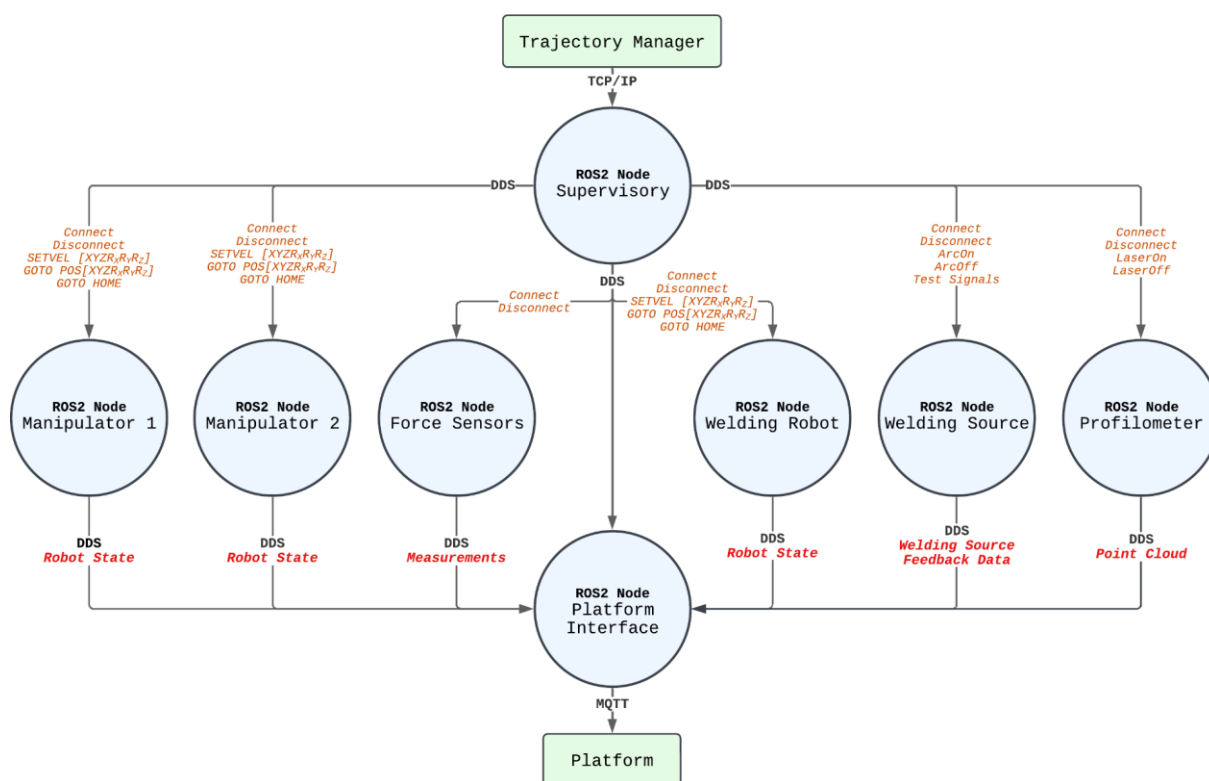 Trajectory Manager
TCP/IP
ROS2 Node
Supervisory
DDS
DDS
Connect
Disconnect
SETVEL [XYZRXRYRZ]
GOTO POS[XYZRXRYRZ]
GOTO HOME
Connect
Disconnect
SETVEL [XYZRXRYRZ]
GOTO POS[XYZRXRYRZ]
GOTO HOME
DDS
Connect
Disconnect
Connect
Disconnect
SETVEL [XYZRXRYRZ]
GOTO POS[XYZRXRYRZ]
GOTO HOME
Connect
Disconnect
ArcOn
ArcOff
Test Signals
Connect
Disconnect
LaserOn
LaserOff
ROS2 Node
Manipulator 1
ROS2 Node
Manipulator 2
ROS2 Node
Force Sensors
ROS2 Node
Welding Robot
ROS2 Node
Welding Source
ROS2 Node
Profilometer
DDS
Robot State
DDS
Robot State
DDS
Measurements
DDS
Robot State
DDS
Welding Source
Feedback Data
DDS
Point Cloud
ROS2 Node
Platform
Interface
MQTT
Platform